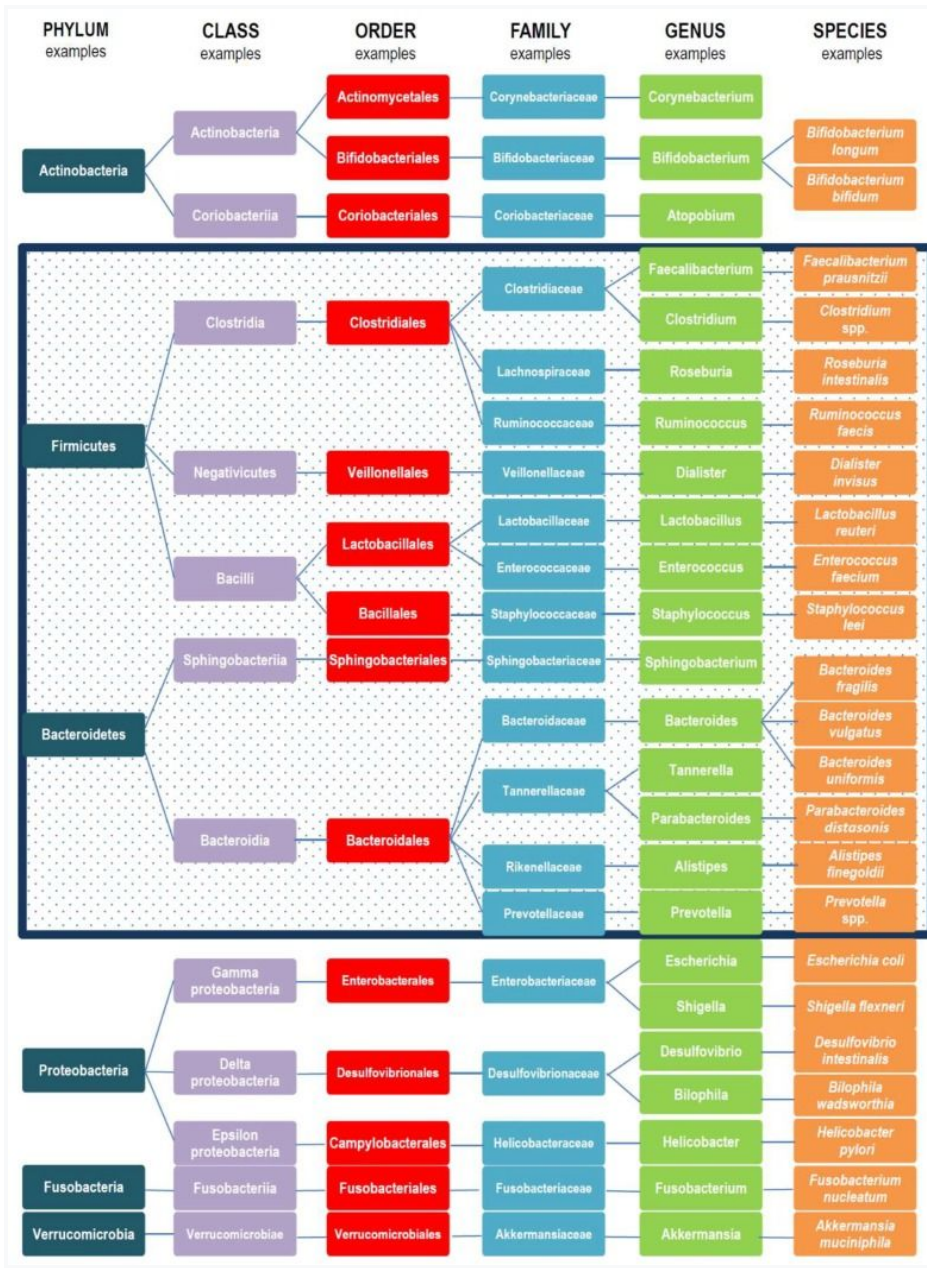 PHYLUM CLASS ORDER FAMILY GENUS SPECIES
examples examples examples examples examples examples
Actinomycetales Corynebacteriaceae Corynebacterium
Actinobacteria
Bifidobacterium
longum
Actinobacteria
Bifidobacteriales Bifidobacteriaceae Bifidobacterium
Bifidobacterium
bifidum
Coriobacteriia Coriobacteriales Coriobacteriaceae Atopobium
Faecalibacterium
Faecalibacterium
prausnitzii
Clostridiaceae
Clostridia Clostridiales
Clostridium
Clostridium
spp.
Lachnospiraceae Roseburia
Roseburia
intestinalis
Ruminococcaceae Ruminococcus
Ruminococcus
faecis
Firmicutes
Negativicutes Veillonellales Veillonellaceae Dialister
Dialister
invisus
Lactobacillaceae Lactobacillus
Lactobacillus
reuteri
Lactobacillales
Enterococcaceae Enterococcus
Enterococcus
faecium
Bacilli
Bacillales Staphylococcaceae Staphylococcus
Staphylococcus
leei
Sphingobacteriia Sphingobacteriales Sphingobacteriaceae Sphingobacterium
Bacteroides
fragilis
Bacteroidetes
Bacteroidaceae Bacteroides
Bacteroides
vulgatus
Bacteroides
uniformis
Tannerella
Tannerellaceae
Parabacteroides
Parabacteroides
distasonis
Bacteroidia Bacteroidales
Rikenellaceae Alistipes
Alistipes
finegoldii
Prevotellaceae Prevotella
Prevotella
spp.
Escherichia Escherichia coli
Gamma
proteobacteria
Enterobacterales Enterobacteriaceae
Shigella Shigella flexneri
Proteobacteria
Desulfovibrio
Desulfovibrio
intestinalis
Delta
proteobacteria
Desulfovibrionales Desulfovibrionaceae
Bilophila
Bilophila
wadsworthia
Epsilon
proteobacteria
Campylobacterales Helicobacteraceae Helicobacter
Helicobacter
pylori
Fusobacteria Fusobacteriia Fusobacteriales Fusobacteriaceae Fusobacterium
Fusobacterium
nucleatum
Verrucomicrobia Verrucomicrobiae Verrucomicrobiales Akkermansiaceae Akkermansia
Akkermansia
muciniphila